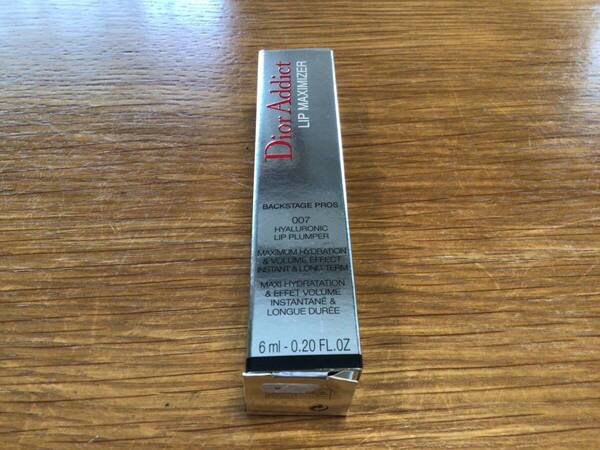 Dior Addict
LIP MAXIMIZER
BACKSTAGE PROS
007
HYALURONIC
LIP PLUMPER
MAXIMUM HYDRATION
& VOLUME EFFECT
INSTANT & LONG-TERM
MAXI HYDRATATION
& EFFET VOLUME
INSTANTANÉ &
LONGUE DURÉE
6 ml - 0.20 FL.OZ